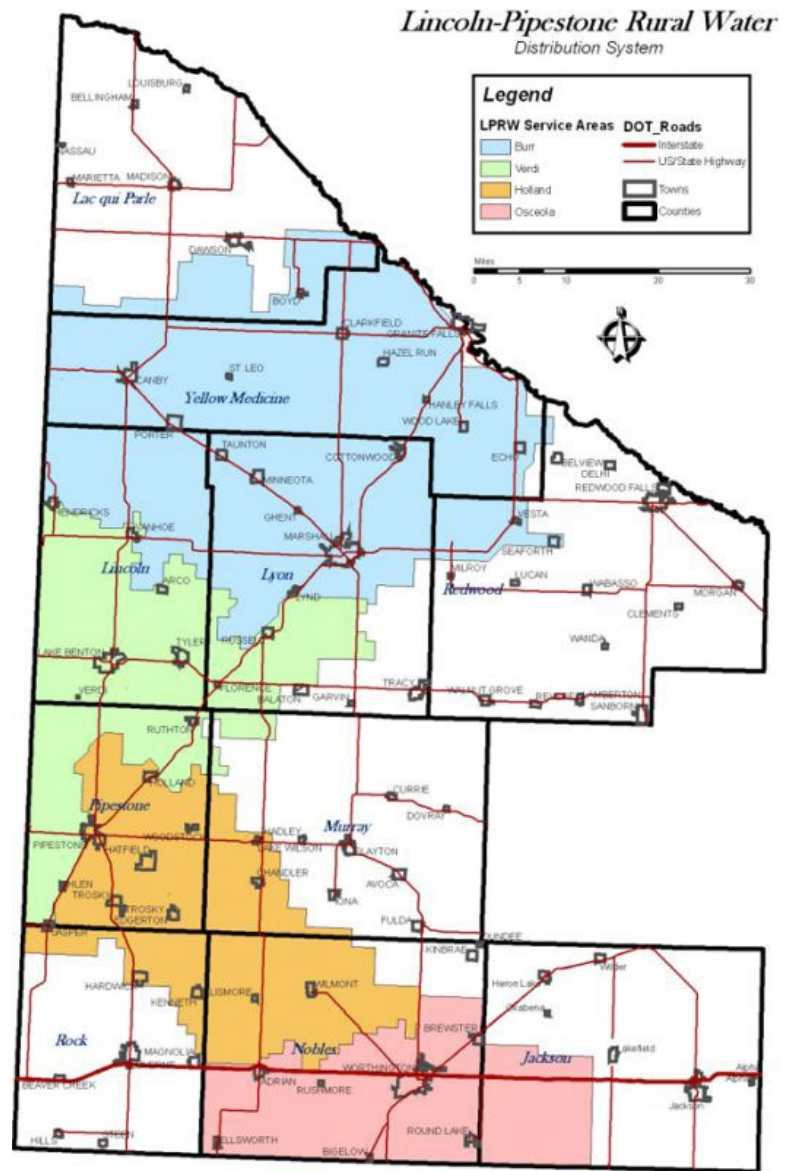 Lincoln-Pipestone Rural Water
Distribution System
Legend
LPRW Service Areas
Burr
Verdi
Holland
Osceola
DOT_Roads
Interstate
US/State Highway
Towns
Counties
Miles
0 5 10 20 30
LOUISBURG
BELLINGHAM
MARIETTA
MADISON
Lac qui Parle
DAWSON
BOYD
CLARKFIELD
GRANITE FALLS
HAZEL RUN
ST. LEO
CANBY
Yellow Medicine
HANLEY FALLS
WOOD LAKE
PORTER
TAUNTON
COTTONWOOD
ECHO
BELVIEW
DELHI
REDWOOD FALLS
MINNEOTA
HENDRICKS
GHENT
VESTA
IVANHOE
MARSHALL
SEAFORTH
Lincoln
Lyon
MILROY
Redwood
LUCAN
WABASSO
MORGAN
ARCO
LYND
CLEMENTS
RUSSELL
WANDA
LAKE BENTON
TYLER
VERDI
FLORENCE
BALATON
GARVIN
TRACY
WALNUT GROVE
SANBORN
RUTHTON
HOLLAND
CURRIE
DOVRAY
Pipestone
WOODSTOCK
HADLEY
Murray
PIPESTONE
HATFIELD
LAKE WILSON
CHANDLER
AVOCA
IONA
TROSKY
TROSKY
EDGERTON
FULDA
DUNDEE
KINBRAE
HARDWICK
KENNETH
LISMORE
WILMONT
Wilder
Heron Lake
Okabena
BREWSTER
Rock
Nobles
Jackson
Lakefield
MAGNOLIA
WORTHINGTON
BEAVER CREEK
ADRIAN
RUSHMORE
Alpha
Jackson
HILLS
STEEN
ELLSWORTH
ROUND LAKE
BIGELOW